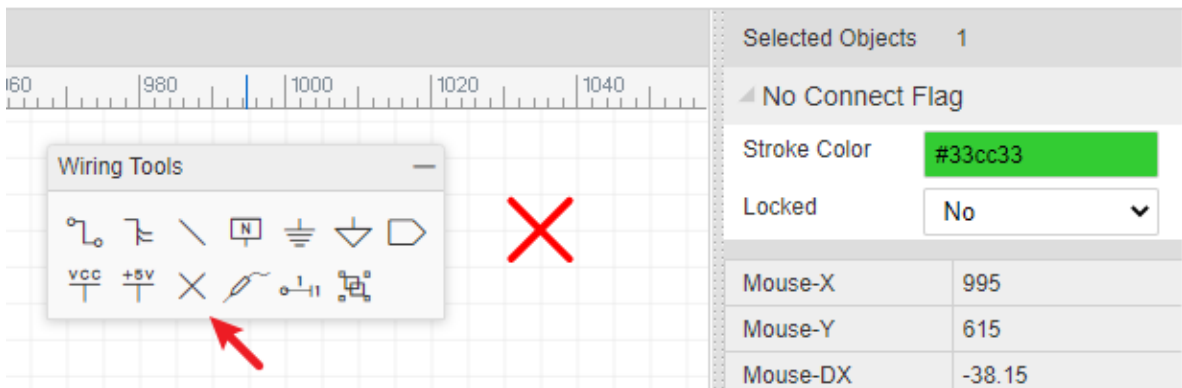 Selected Objects 1
960 980 1000 1020 1040
No Connect Flag
Wiring Tools
Stroke Color #33cc33
Locked No
N
VCC +5V
1
Mouse-X 995
Mouse-Y 615
Mouse-DX -38.15